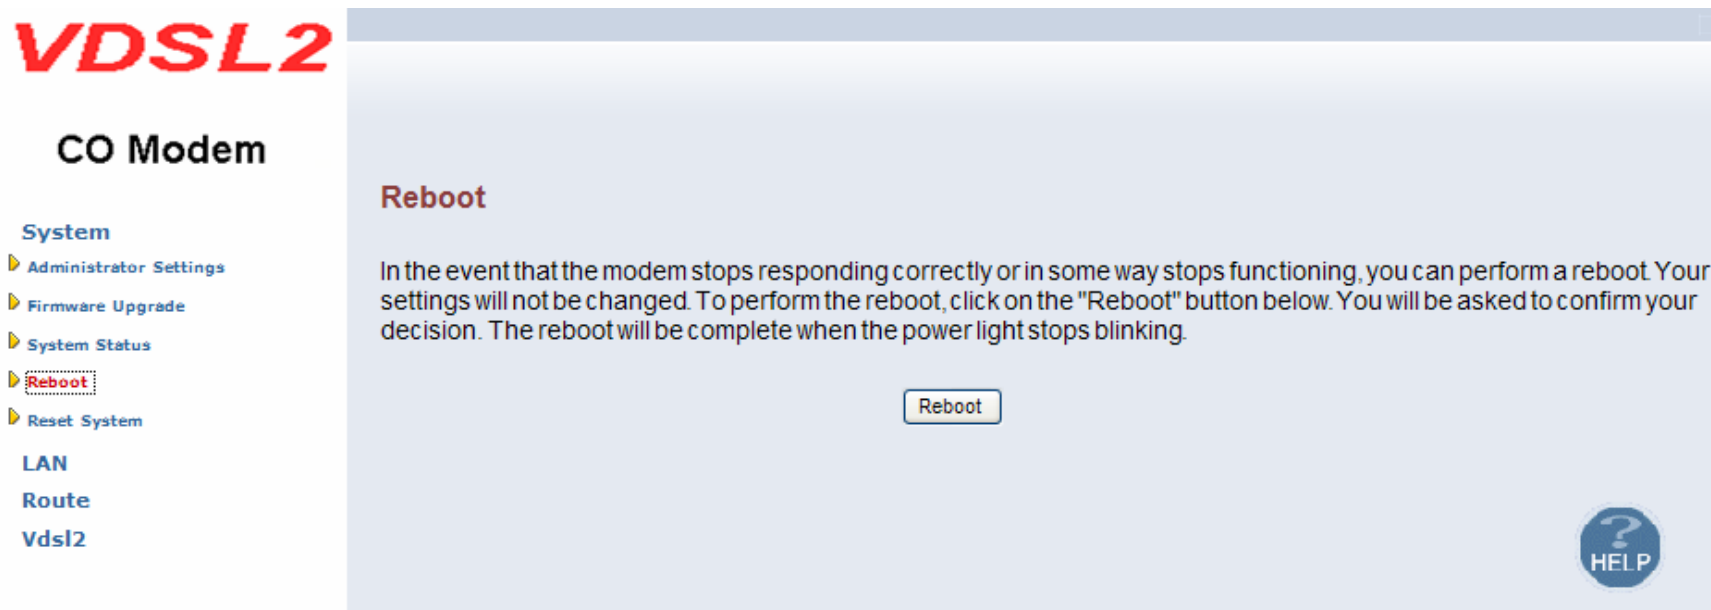 VDSL2
CO Modem
System
Administrator Settings
Firmware Upgrade
System Status
Reboot
Reset System
LAN
Route
Vdsl2
Reboot
In the event that the modem stops responding correctly or in some way stops functioning, you can perform a reboot. Your
settings will not be changed. To perform the reboot, click on the "Reboot" button below. You will be asked to confirm your
decision. The reboot will be complete when the power light stops blinking.
Reboot
?
HELP